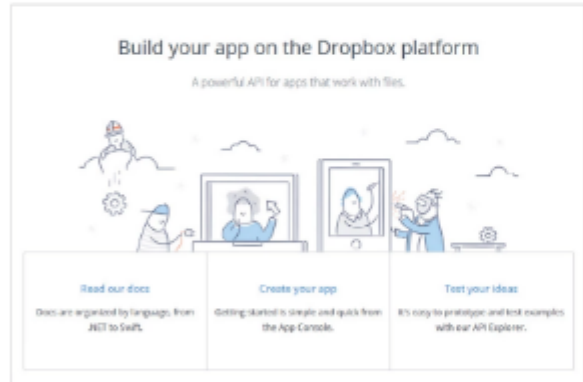 Build your app on the Dropbox platform
A powerful API for apps that work with files.
Read our docs
Docs are organized by language, from
.NET to Swift.
Create your app
Getting started is simple and quick from
the App Console.
Test your ideas
It's easy to prototype and test examples
with our API Explorer.